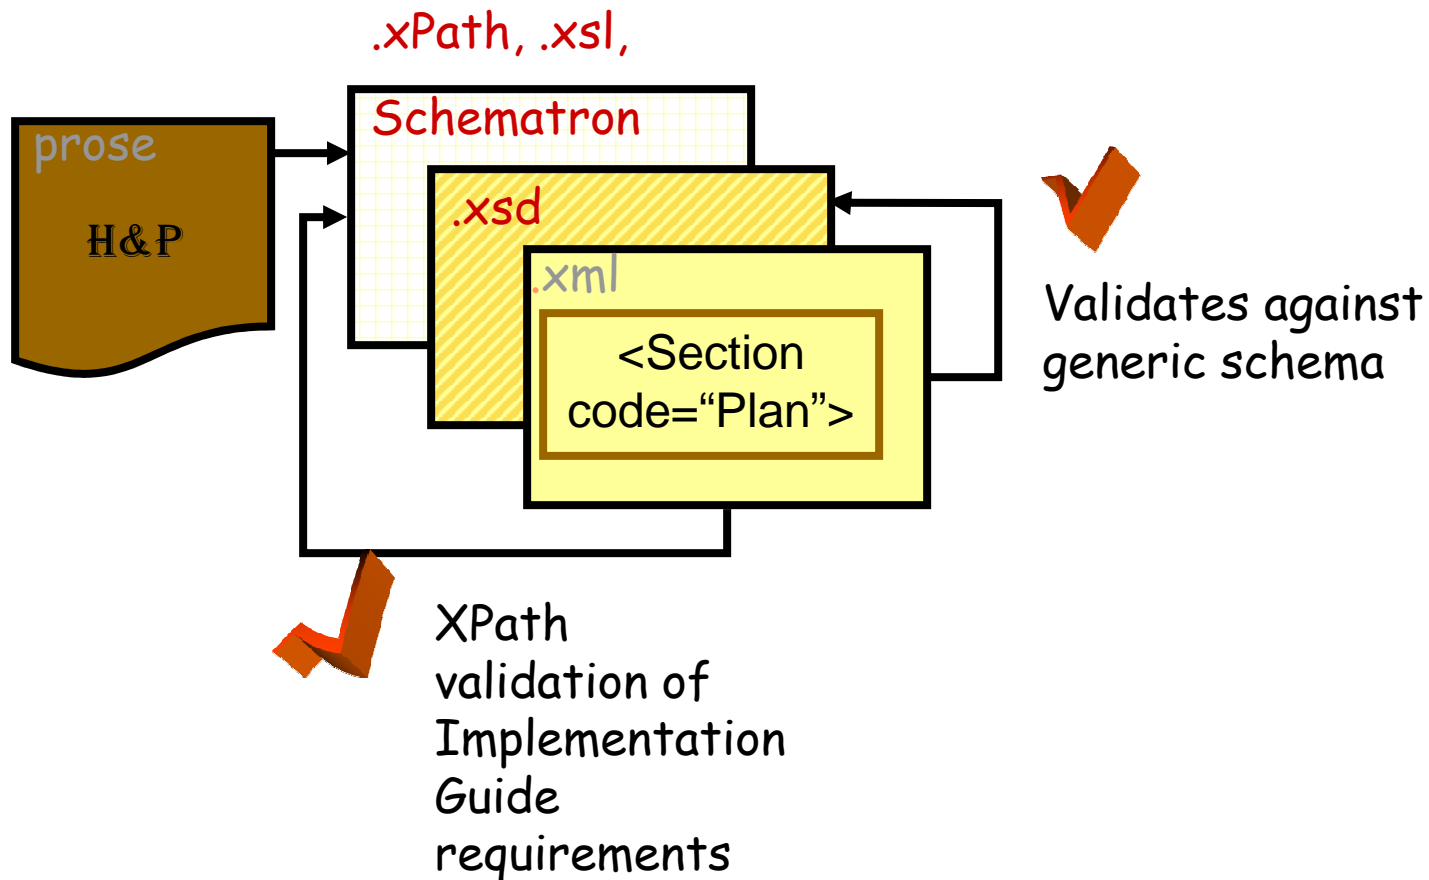 .xPath, .xsl,
Schematron
prose
H&P
.xsd
.xml
<Section
code=“Plan”>
Validates against
generic schema
XPath
validation of
Implementation
Guide
requirements